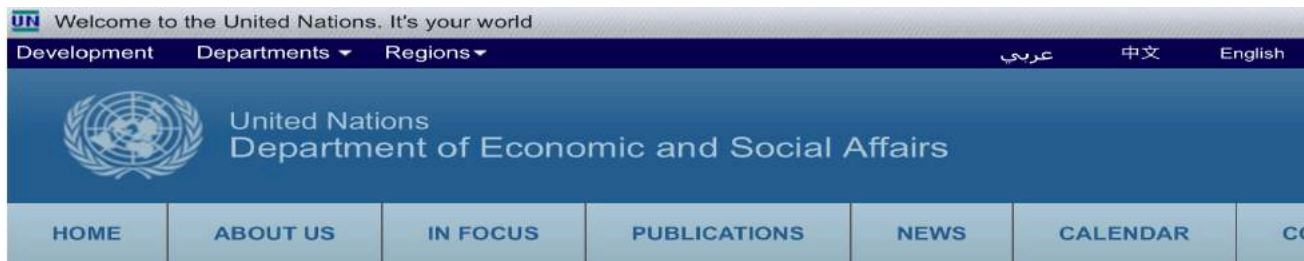 UN Welcome to the United Nations. It's your world
Development Departments Regions عربي 中文 English
United Nations
Department of Economic and Social Affairs
HOME ABOUT US IN FOCUS PUBLICATIONS NEWS CALENDAR